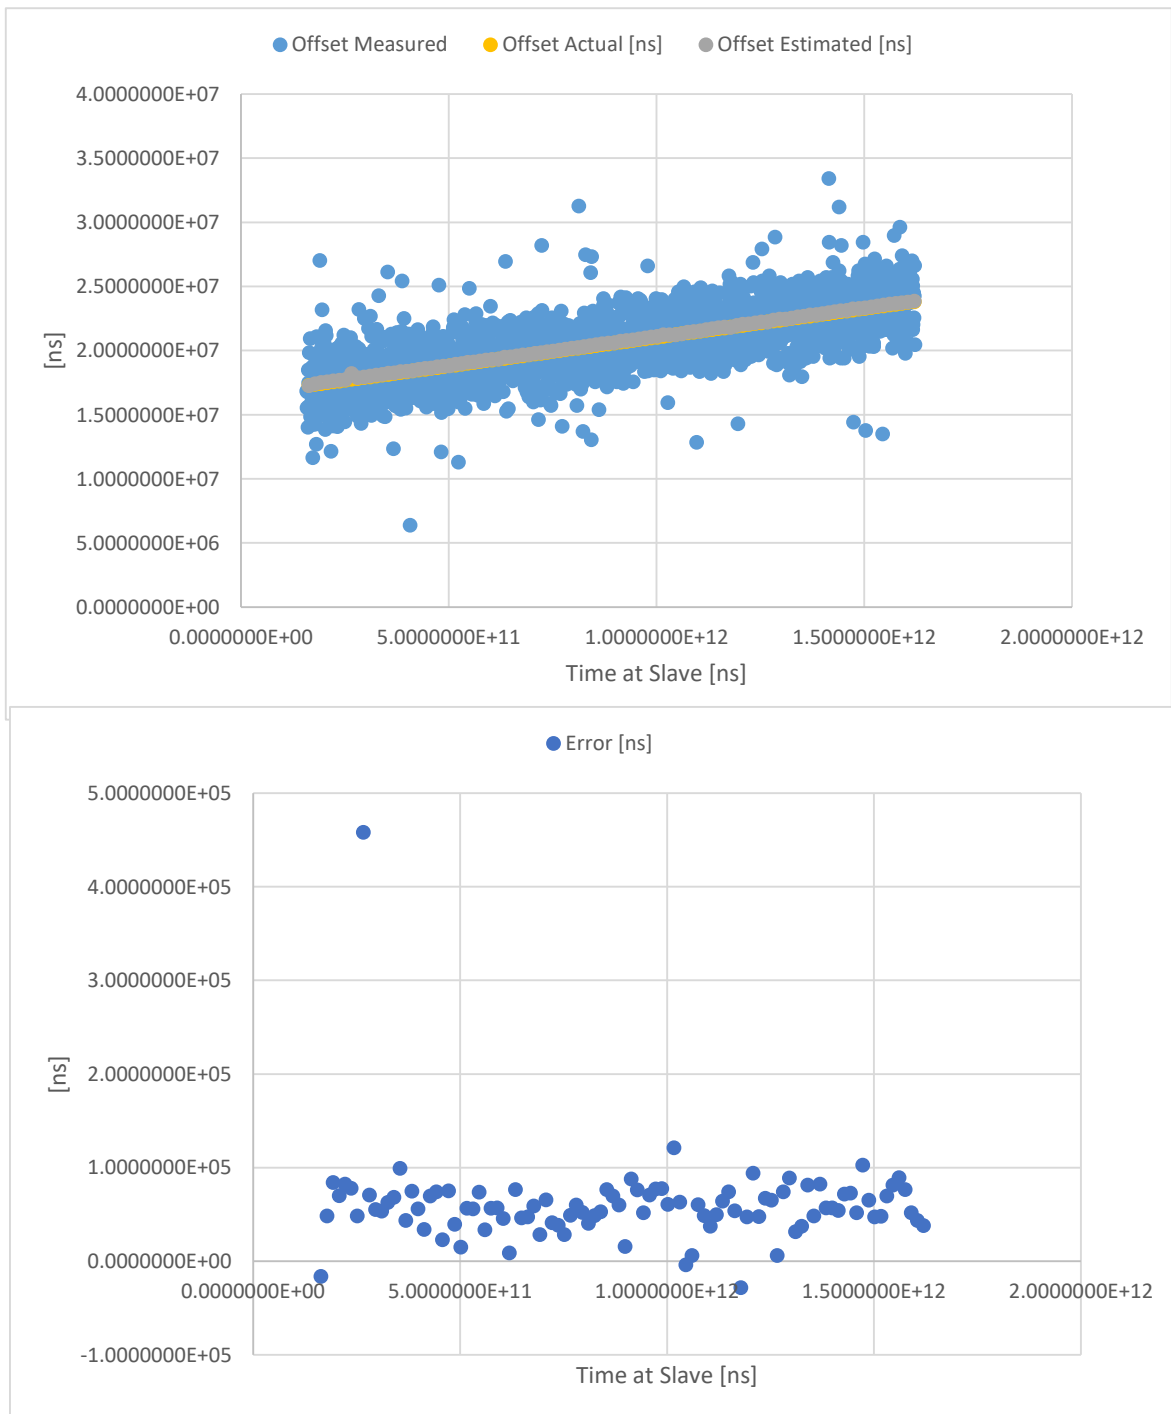 Offset Measured Offset Actual [ns] Offset Estimated [ns]
4.0000000E+07
3.5000000E+07
3.0000000E+07
2.5000000E+07
2.0000000E+07
1.5000000E+07
1.0000000E+07
5.0000000E+06
0.0000000E+00
[ns]
0.0000000E+00 5.0000000E+11 1.0000000E+12 1.5000000E+12 2.0000000E+12
Time at Slave [ns]
Error [ns]
5.0000000E+05
4.0000000E+05
3.0000000E+05
2.0000000E+05
1.0000000E+05
0.0000000E+00
-1.0000000E+05
[ns]
0.0000000E+00 5.0000000E+11 1.0000000E+12 1.5000000E+12 2.0000000E+12
Time at Slave [ns]